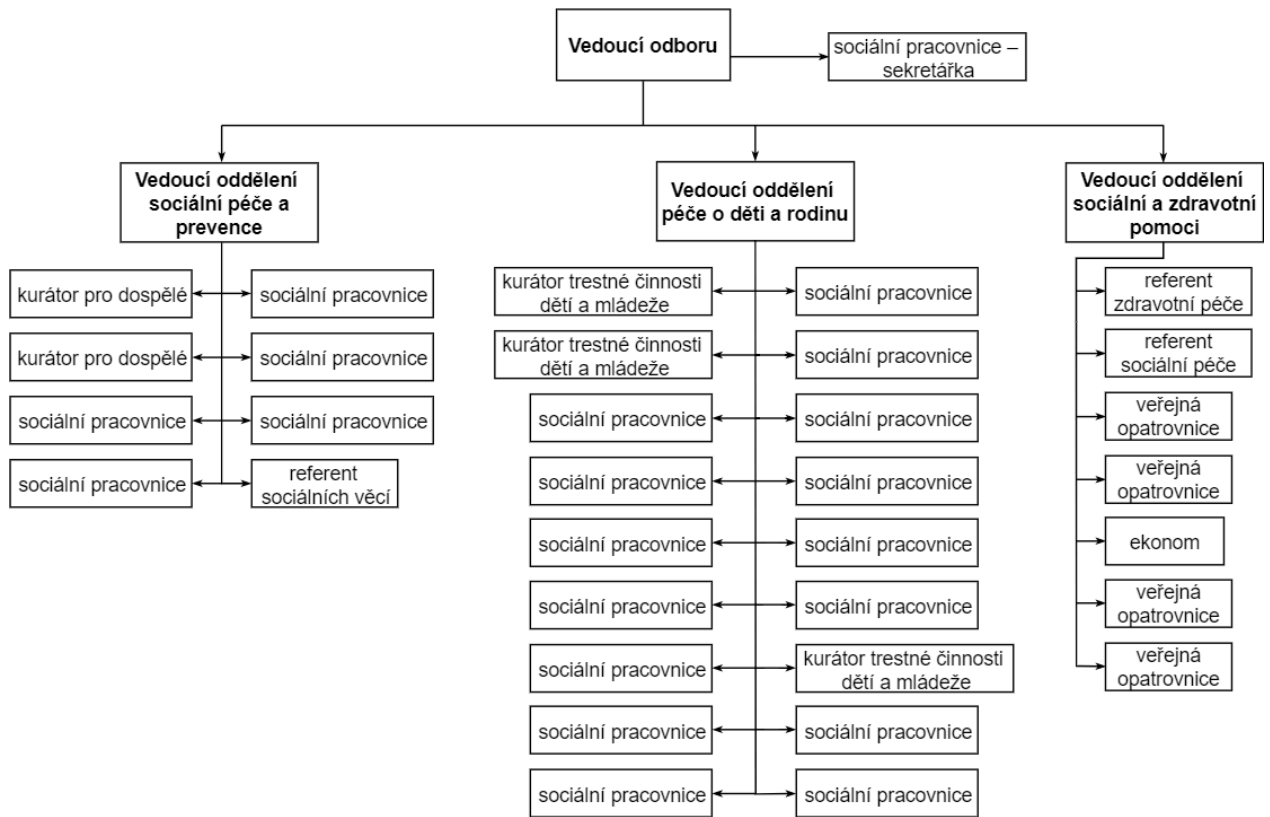 Vedoucí odboru
sociální pracovnice –
sekretářka
Vedoucí oddělení
sociální péče a
prevence
Vedoucí oddělení
péče o děti a rodinu
Vedoucí oddělení
sociální a zdravotní
pomoci
kurátor pro dospělé
sociální pracovnice
kurátor pro dospělé
sociální pracovnice
sociální pracovnice
sociální pracovnice
sociální pracovnice
referent
sociálních věcí
kurátor trestné činnosti
dětí a mládeže
sociální pracovnice
kurátor trestné činnosti
dětí a mládeže
sociální pracovnice
sociální pracovnice
sociální pracovnice
sociální pracovnice
sociální pracovnice
sociální pracovnice
sociální pracovnice
sociální pracovnice
sociální pracovnice
sociální pracovnice
kurátor trestné činnosti
dětí a mládeže
sociální pracovnice
sociální pracovnice
sociální pracovnice
sociální pracovnice
referent
zdravotní péče
referent
sociální péče
veřejná
opatrovnice
veřejná
opatrovnice
ekonom
veřejná
opatrovnice
veřejná
opatrovnice